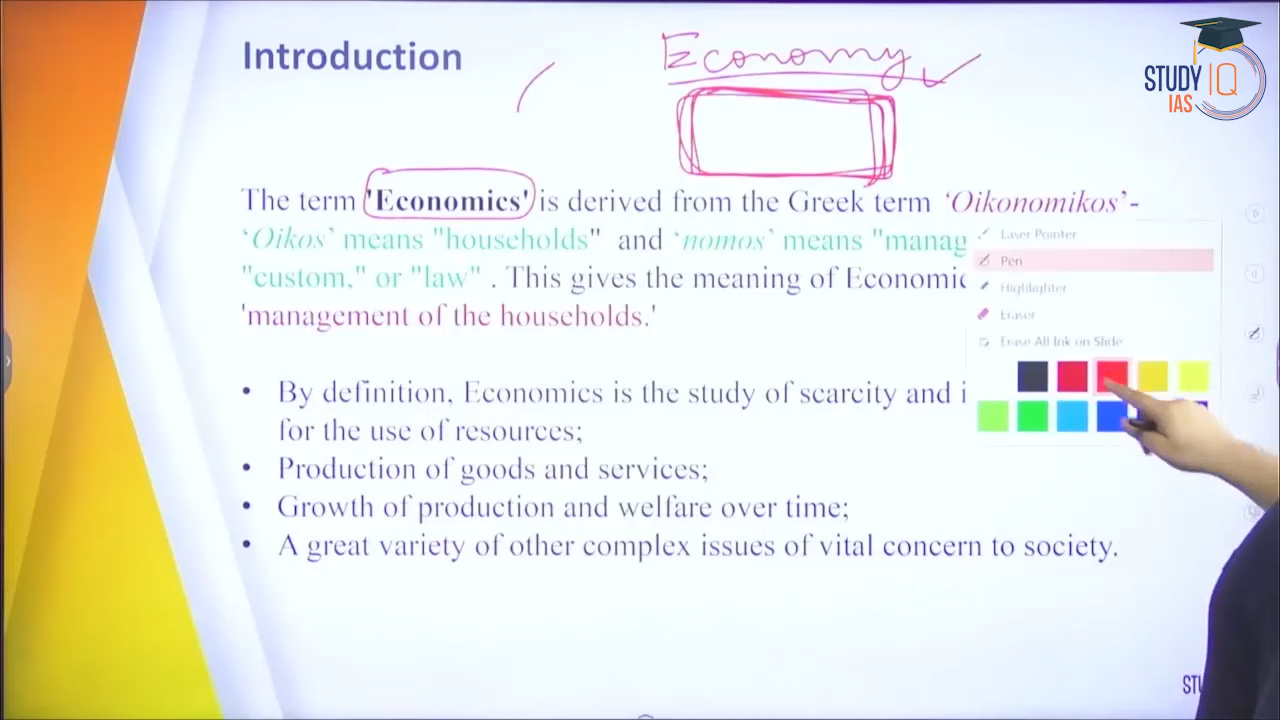 Introduction
Economy
STUDY IQ
IAS
The term 'Economics' is derived from the Greek term ‘Oikonomikos’-
‘Oikos’ means "households" and ‘nomos’ means "manag
"custom," or "law" . This gives the meaning of Economic
'management of the households.'
Laser Pointer
Pen
Highlighter
Eraser
Erase All Ink on Slide
• By definition, Economics is the study of scarcity and i
for the use of resources;
• Production of goods and services;
• Growth of production and welfare over time;
• A great variety of other complex issues of vital concern to society.
STU